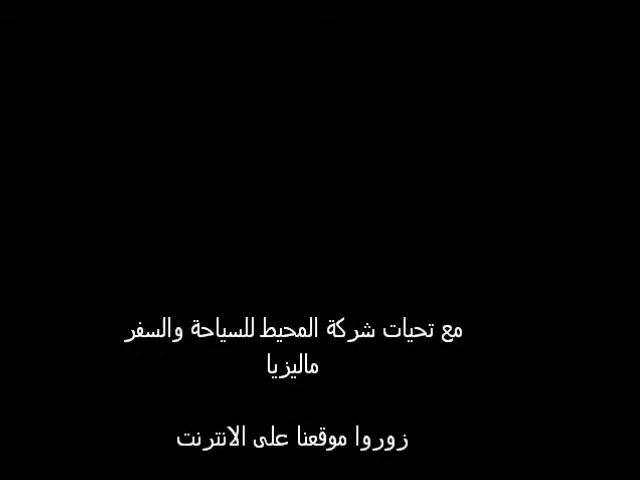 مع تحيات شركة المحيط للسياحة والسفر
ماليزيا
زوروا موقعنا على الانترنت